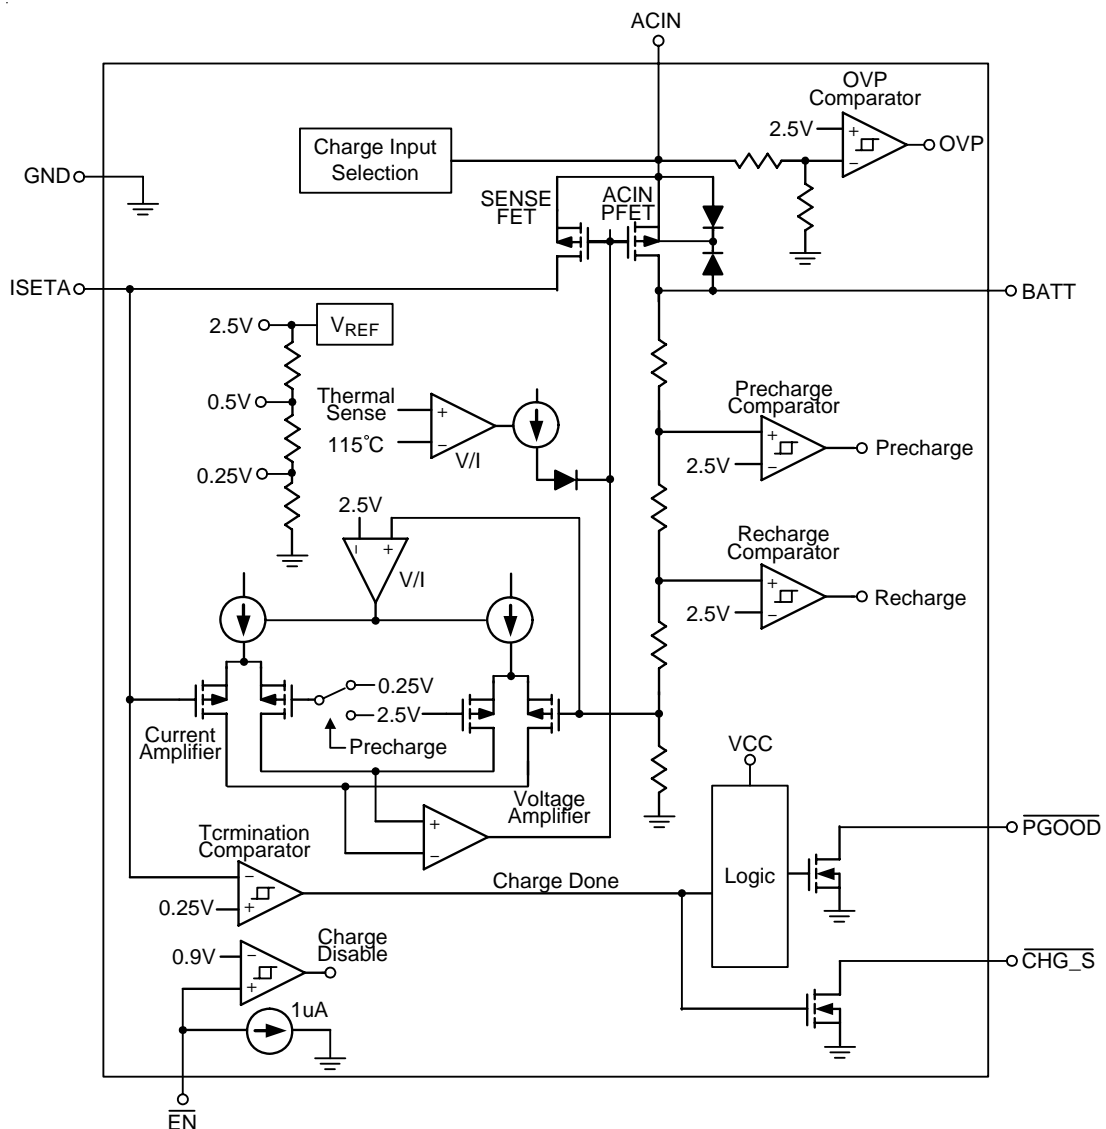 ACIN
OVP
Comparator
2.5V
+
−
OVP
Charge Input
Selection
GND
SENSE
FET
ACIN
PFET
ISETA
BATT
2.5V
VREF
0.5V
0.25V
Thermal
Sense
115°C
+
−
V/I
Precharge
Comparator
+
−
2.5V
Precharge
2.5V
−
+
V/I
Recharge
Comparator
+
−
2.5V
Recharge
0.25V
2.5V
Precharge
Current
Amplifier
VCC
Voltage
Amplifier
+
−
PGOOD
Tcrmination
Comparator
−
+
0.25V
Charge Done
Logic
Charge
Disable
0.9V
−
+
CHG_S
1uA
EN